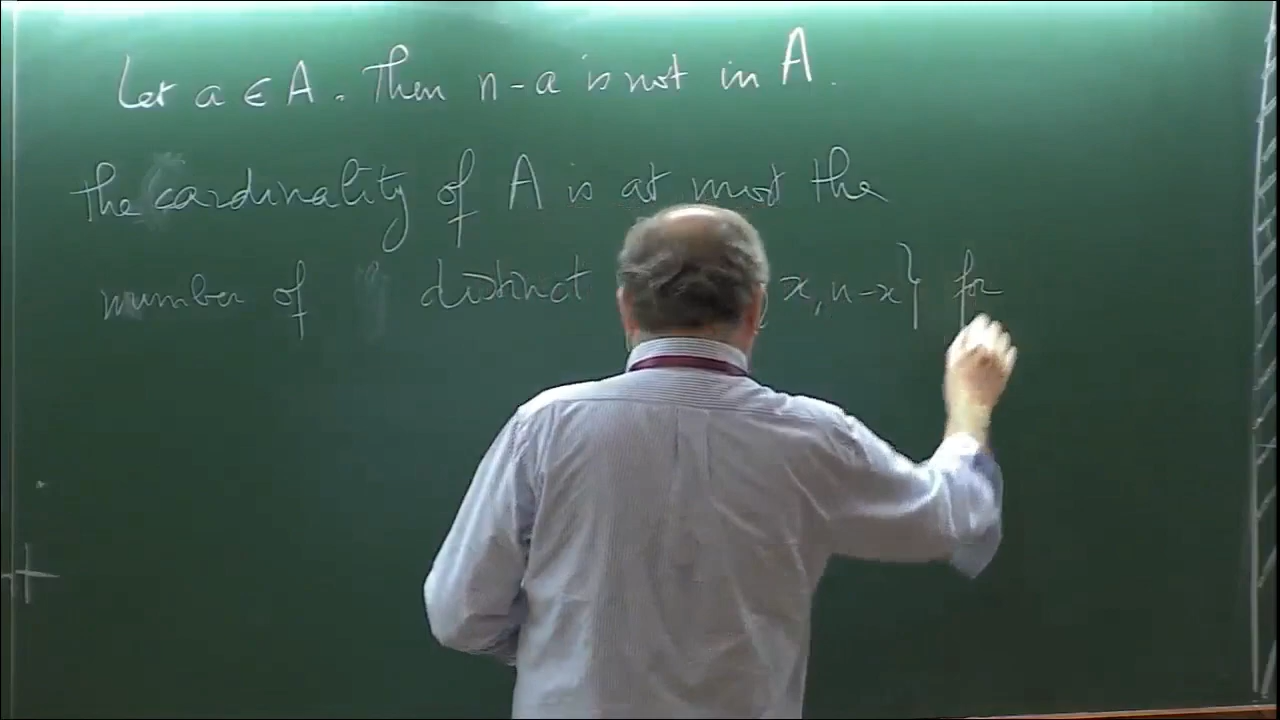 Let a ∈ A. Then n-a is not in A.
the cardinality of A is at most the
number of distinct x, n-x} for